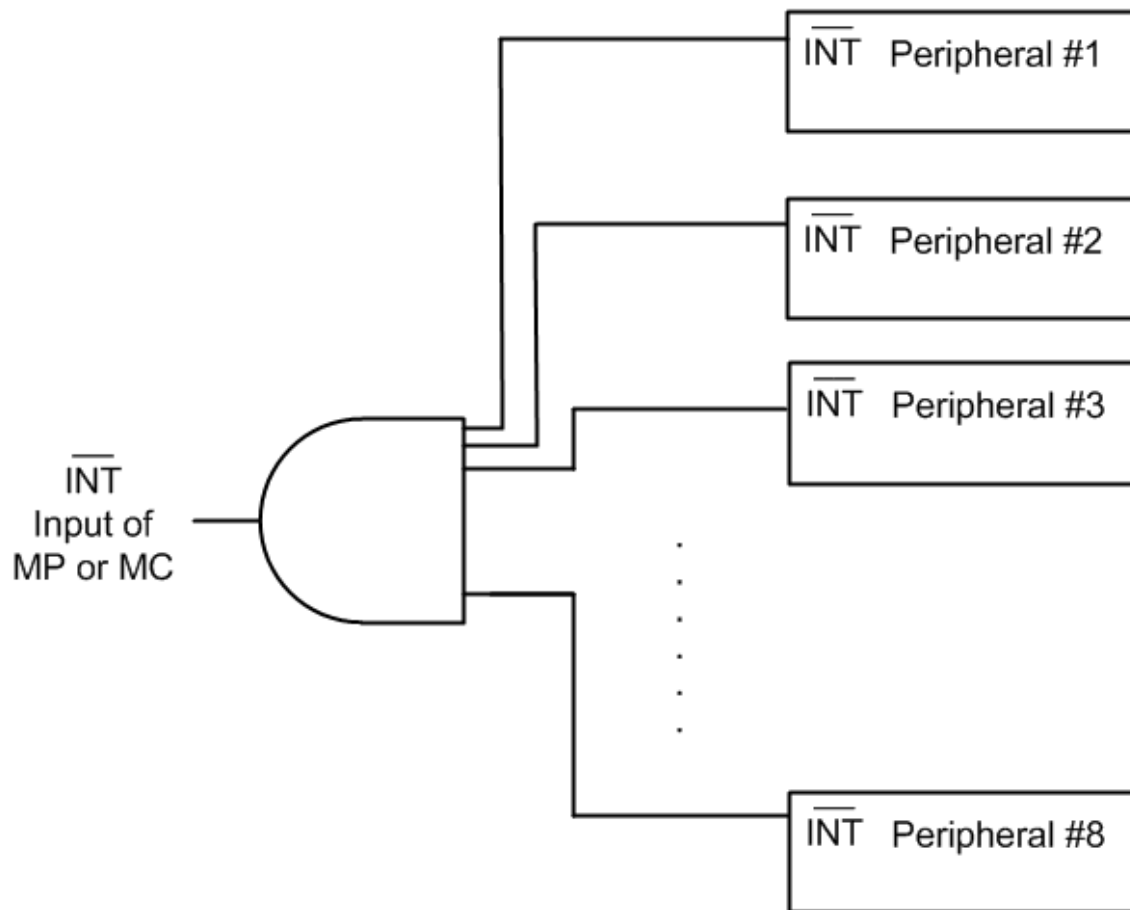 INT Peripheral #1
INT Peripheral #2
INT Peripheral #3
INT
Input of
MP or MC
INT Peripheral #8